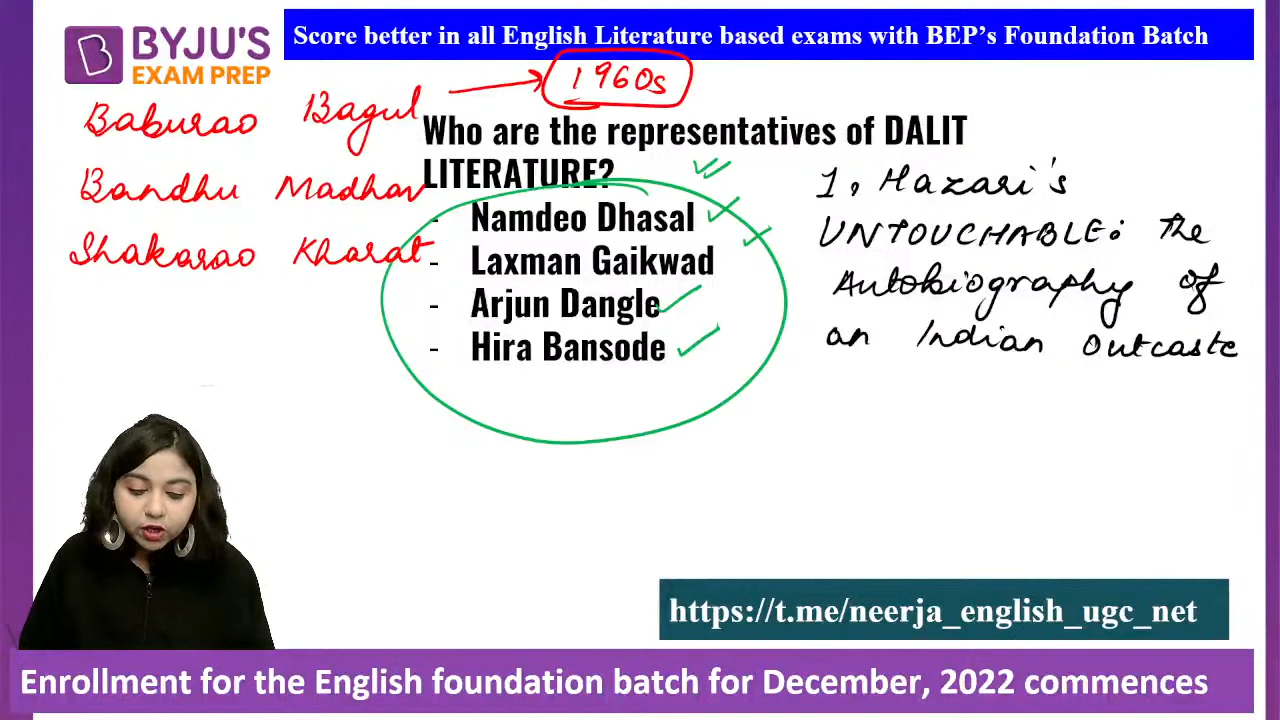 BYJU'S
EXAM PREP
Score better in all English Literature based exams with BEP's Foundation Batch
1960s
Baburao Bagul
Bandhu Madhav
Shakarao Kharat
Who are the representatives of DALIT
LITERATURE?
- Namdeo Dhasal
- Laxman Gaikwad
- Arjun Dangle
- Hira Bansode
1. Hazari's
UNTOUCHABLE: the
Autobiography of
an Indian Outcaste
https://t.me/neerja_english_ugc_net
Enrollment for the English foundation batch for December, 2022 commences